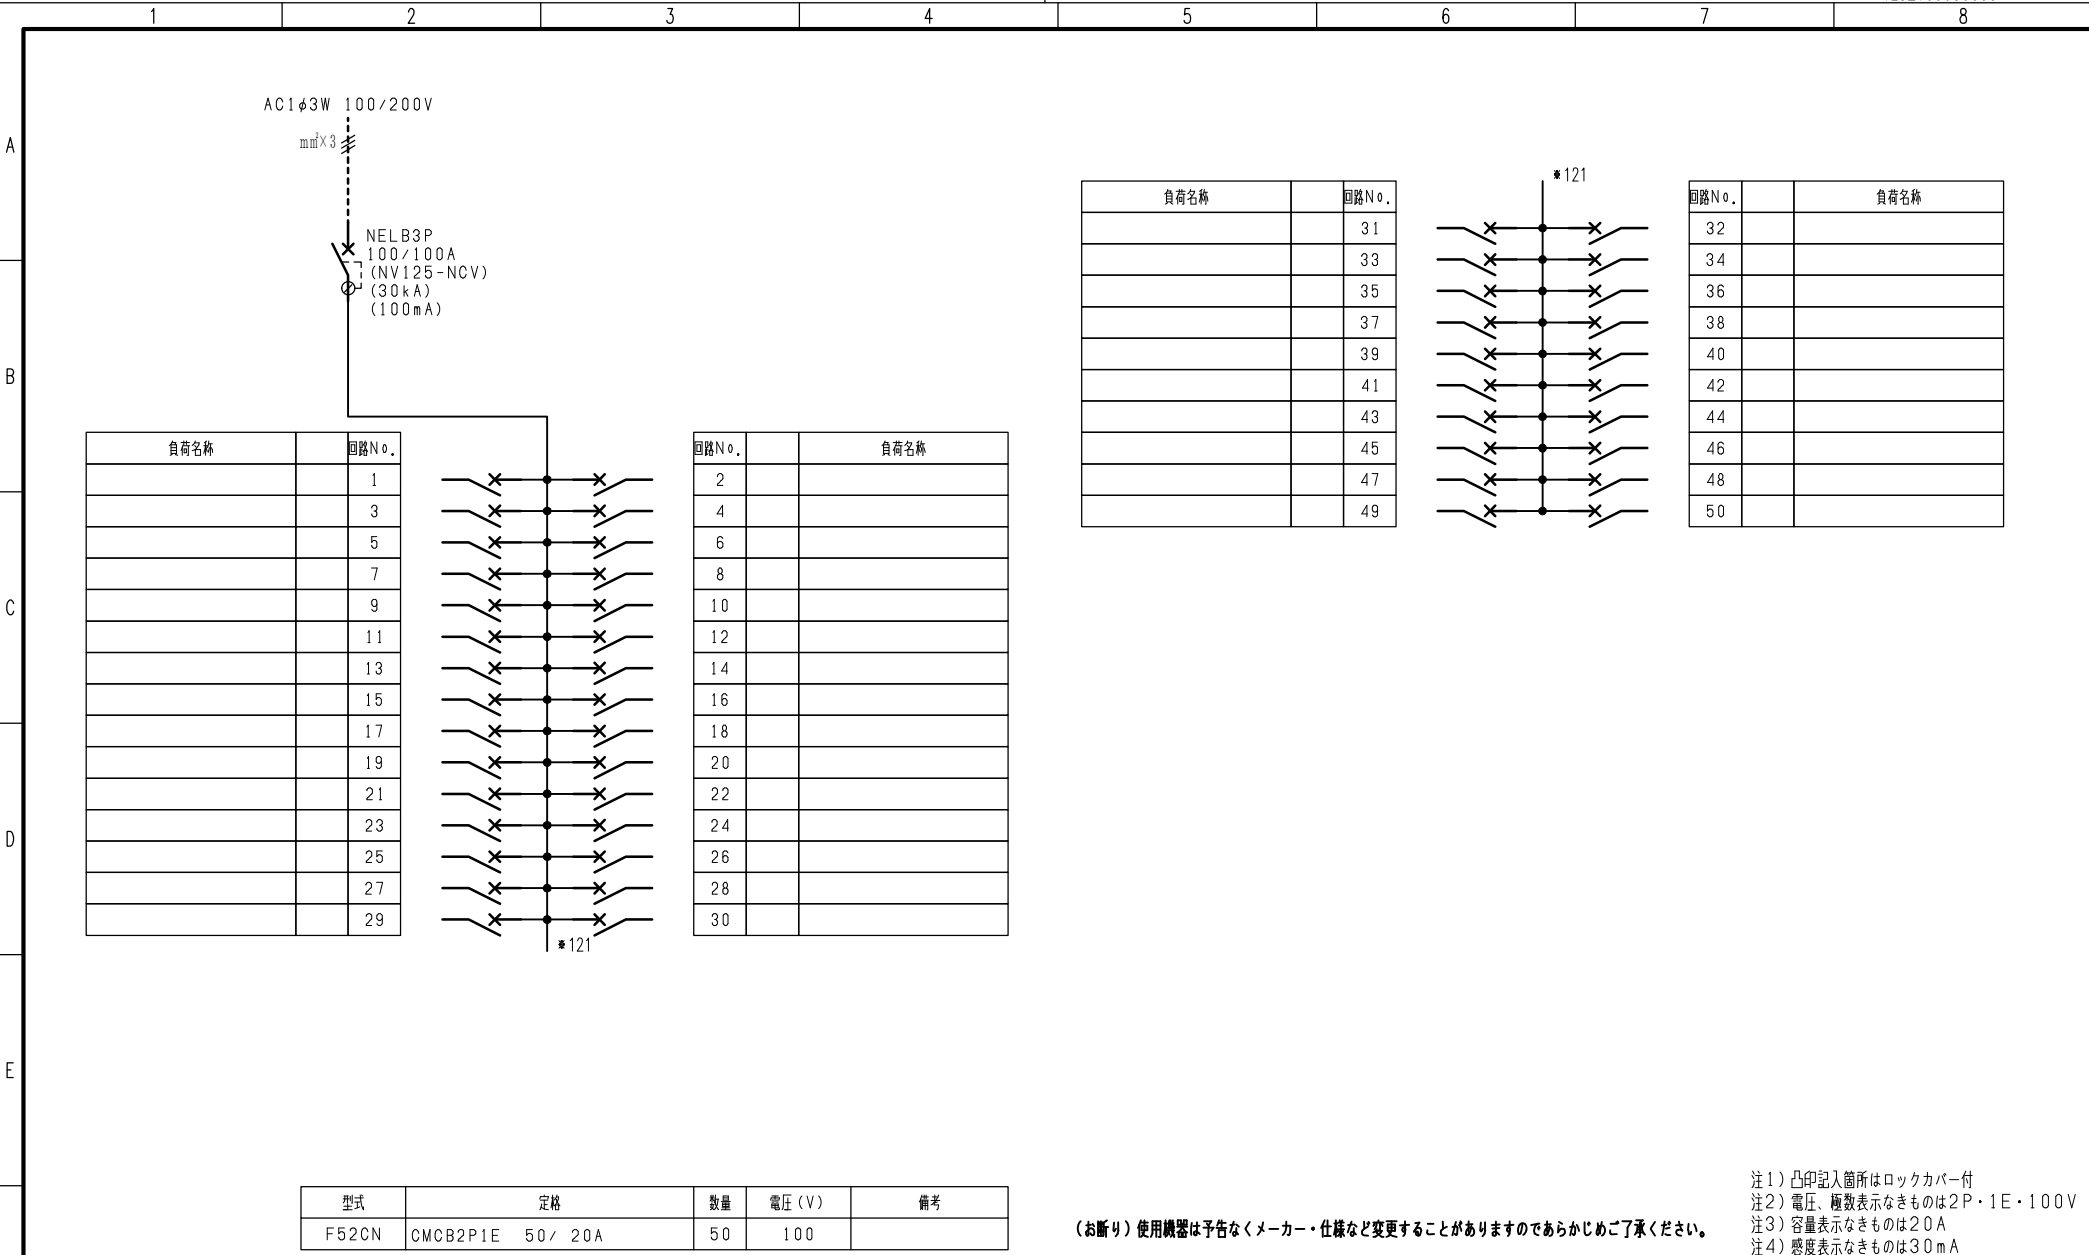 1 2 3 4 5 6 7 8
A
B
C
D
E
AC1φ3W 100/200V
mm²×3
NELB3P
100/100A
(NV125-NCV)
(30kA)
(100mA)
負荷名称 回路No. 回路No. 負荷名称
1 2
3 4
5 6
7 8
9 10
11 12
13 14
15 16
17 18
19 20
21 22
23 24
25 26
27 28
29 30
*121
*121
負荷名称 回路No. 回路No. 負荷名称
31 32
33 34
35 36
37 38
39 40
41 42
43 44
45 46
47 48
49 50
型式 定格 数量 電圧(V) 備考
F52CN CMCB2P1E 50/ 20A 50 100
(お断り)使用機器は予告なくメーカー・仕様など変更することがありますのであらかじめご了承ください。
注1)凸印記入箇所はロックカバー付
注2)電圧、極数表示なきものは2P・1E・100V
注3)容量表示なきものは20A
注4)感度表示なきものは30mA